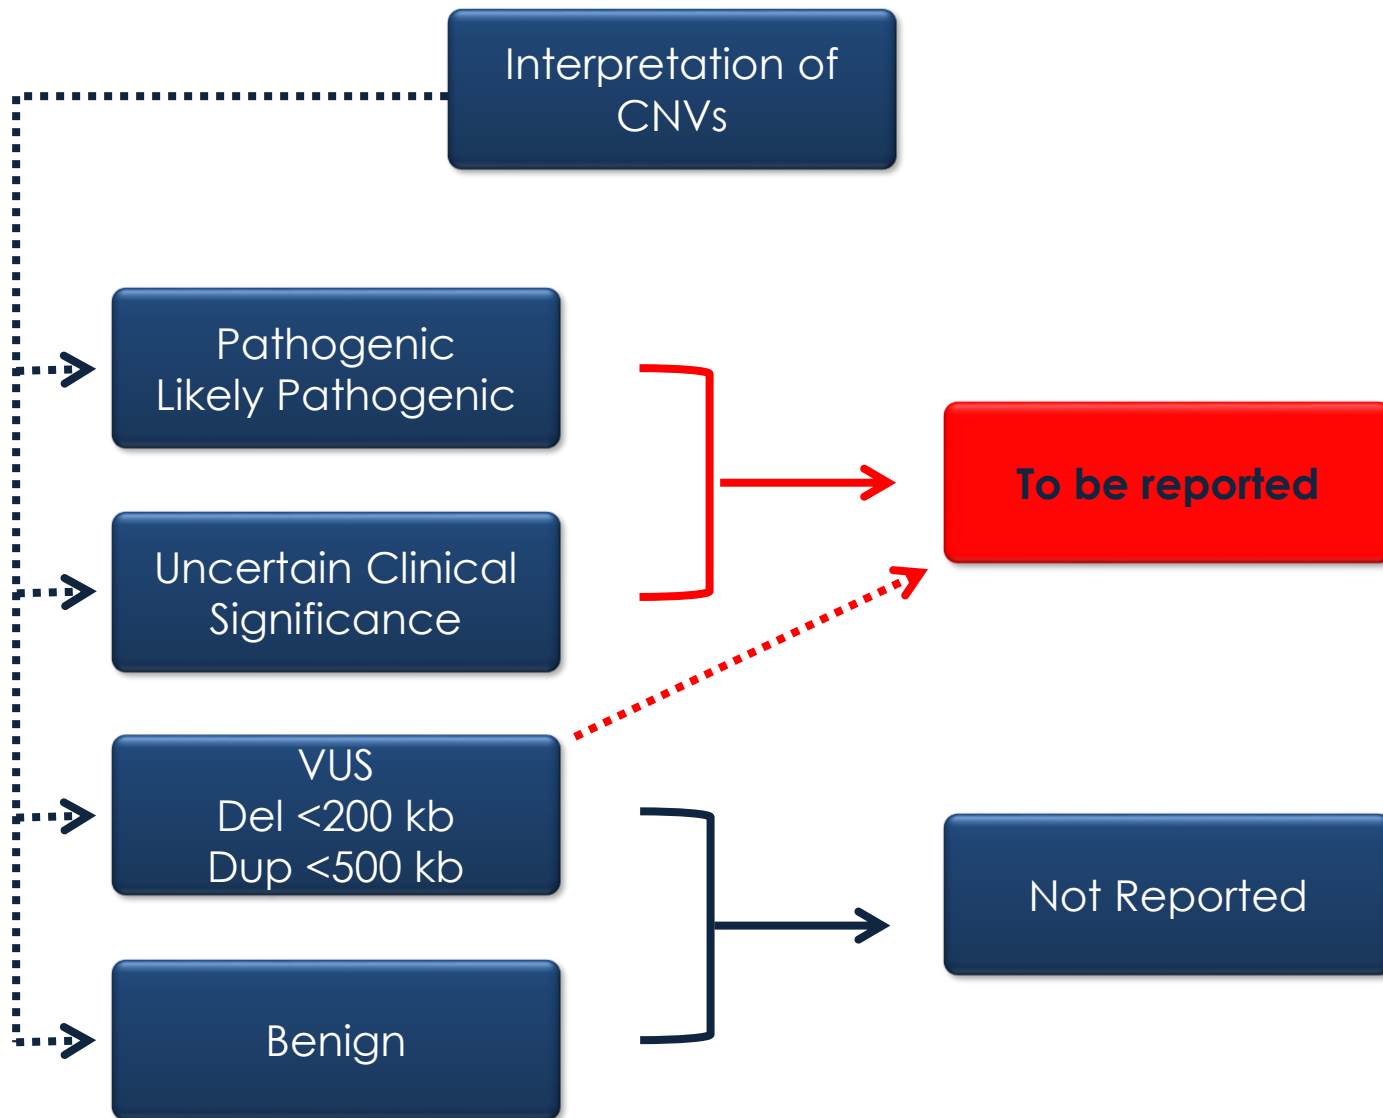 Interpretation of
CNVs
Pathogenic
Likely Pathogenic
To be reported
Uncertain Clinical
Significance
VUS
Del <200 kb
Dup <500 kb
Not Reported
Benign